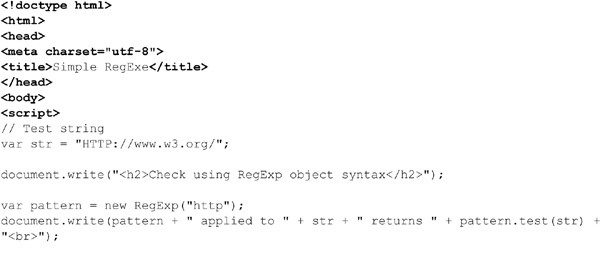 <!doctype html>
<html>
<head>
<meta charset="utf-8">
<title>Simple RegExe</title>
</head>
<body>
<script>
// Test string
var str = "HTTP://www.w3.org/";
document.write("<h2>Check using RegExp object syntax</h2>");
var pattern = new RegExp("http");
document.write(pattern + " applied to " + str + " returns " + pattern.test(str) +
"<br>");